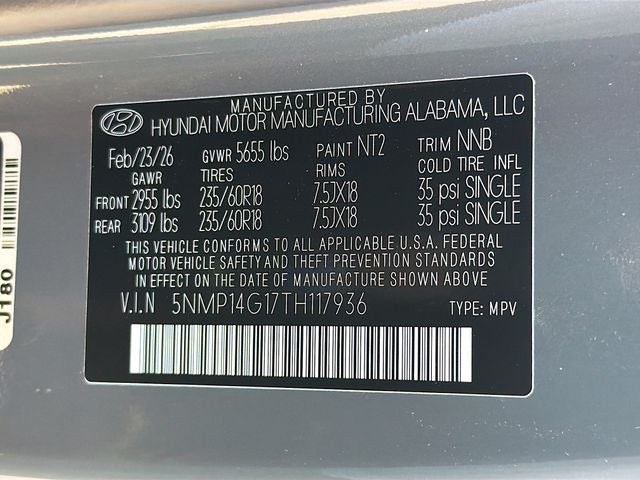 MANUFACTURED BY
HYUNDAI MOTOR MANUFACTURING ALABAMA, LLC
Feb/23/26 GVWR 5655 lbs PAINT NT2 TRIM NNB
GAWR TIRES RIMS COLD TIRE INFL
FRONT 2955 lbs 235/60R18 7.5JX18 35 psi SINGLE
REAR 3109 lbs 235/60R18 7.5JX18 35 psi SINGLE
THIS VEHICLE CONFORMS TO ALL APPLICABLE U.S.A. FEDERAL
MOTOR VEHICLE SAFETY AND THEFT PREVENTION STANDARDS
IN EFFECT ON THE DATE OF MANUFACTURE SHOWN ABOVE.
V.I.N 5NMP14G17TH117936 TYPE: MPV
J180